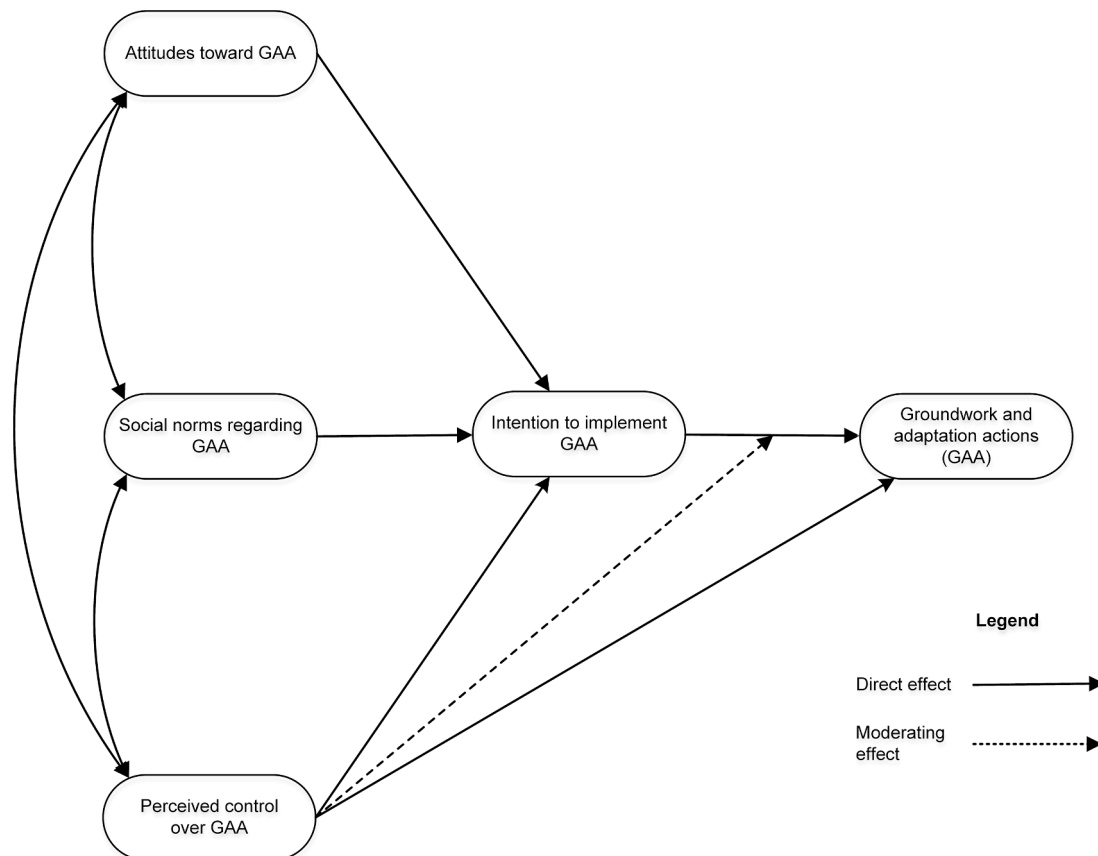 Attitudes toward GAA
Social norms regarding
GAA
Intention to implement
GAA
Groundwork and
adaptation actions
(GAA)
Perceived control
over GAA
Legend
Direct effect
Moderating
effect